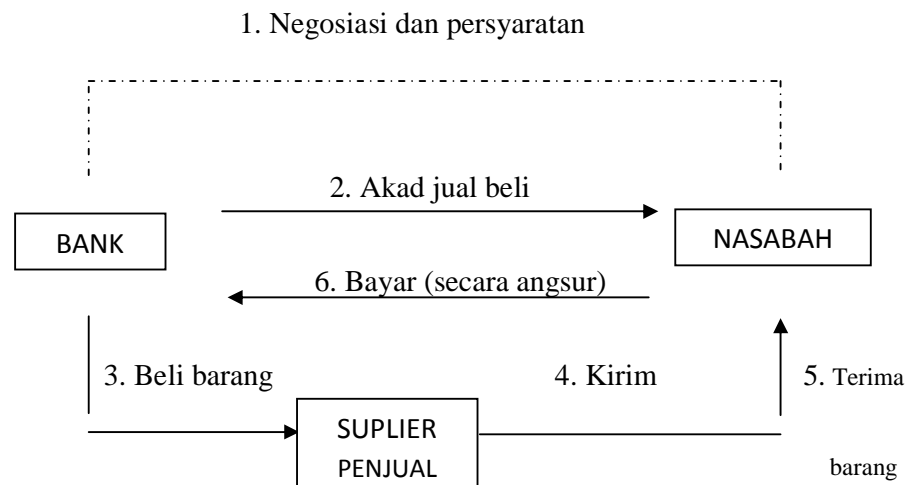 1. Negosiasi dan persyaratan
2. Akad jual beli
BANK
NASABAH
6. Bayar (secara angsur)
3. Beli barang
4. Kirim
5. Terima
SUPLIER
PENJUAL
barang